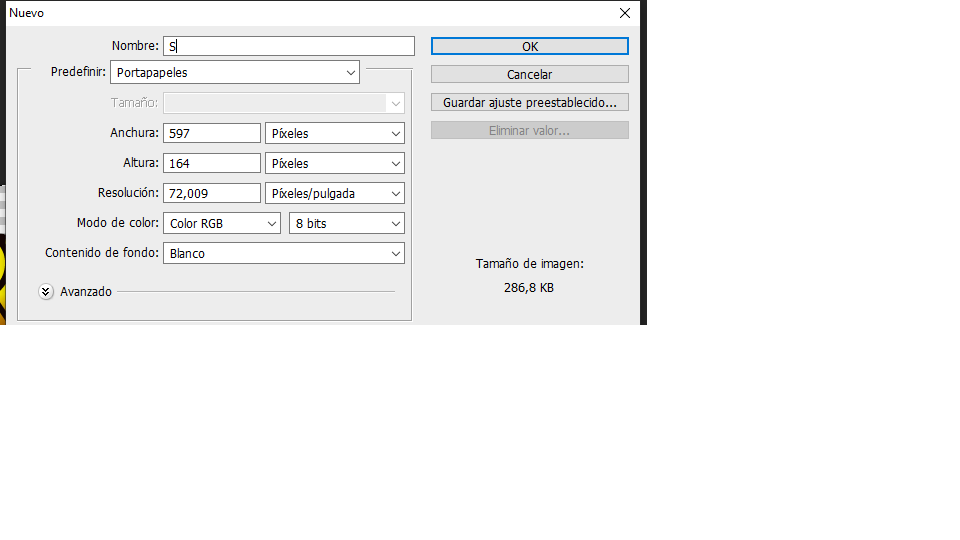 Nuevo
Nombre: S
OK
Predefinir: Portapapeles
Cancelar
Tamaño:
Guardar ajuste preestablecido...
Anchura: 597 Píxeles
Eliminar valor...
Altura: 164 Píxeles
Resolución: 72,009 Píxeles/pulgada
Modo de color: Color RGB 8 bits
Contenido de fondo: Blanco
Tamaño de imagen:
286,8 KB
Avanzado